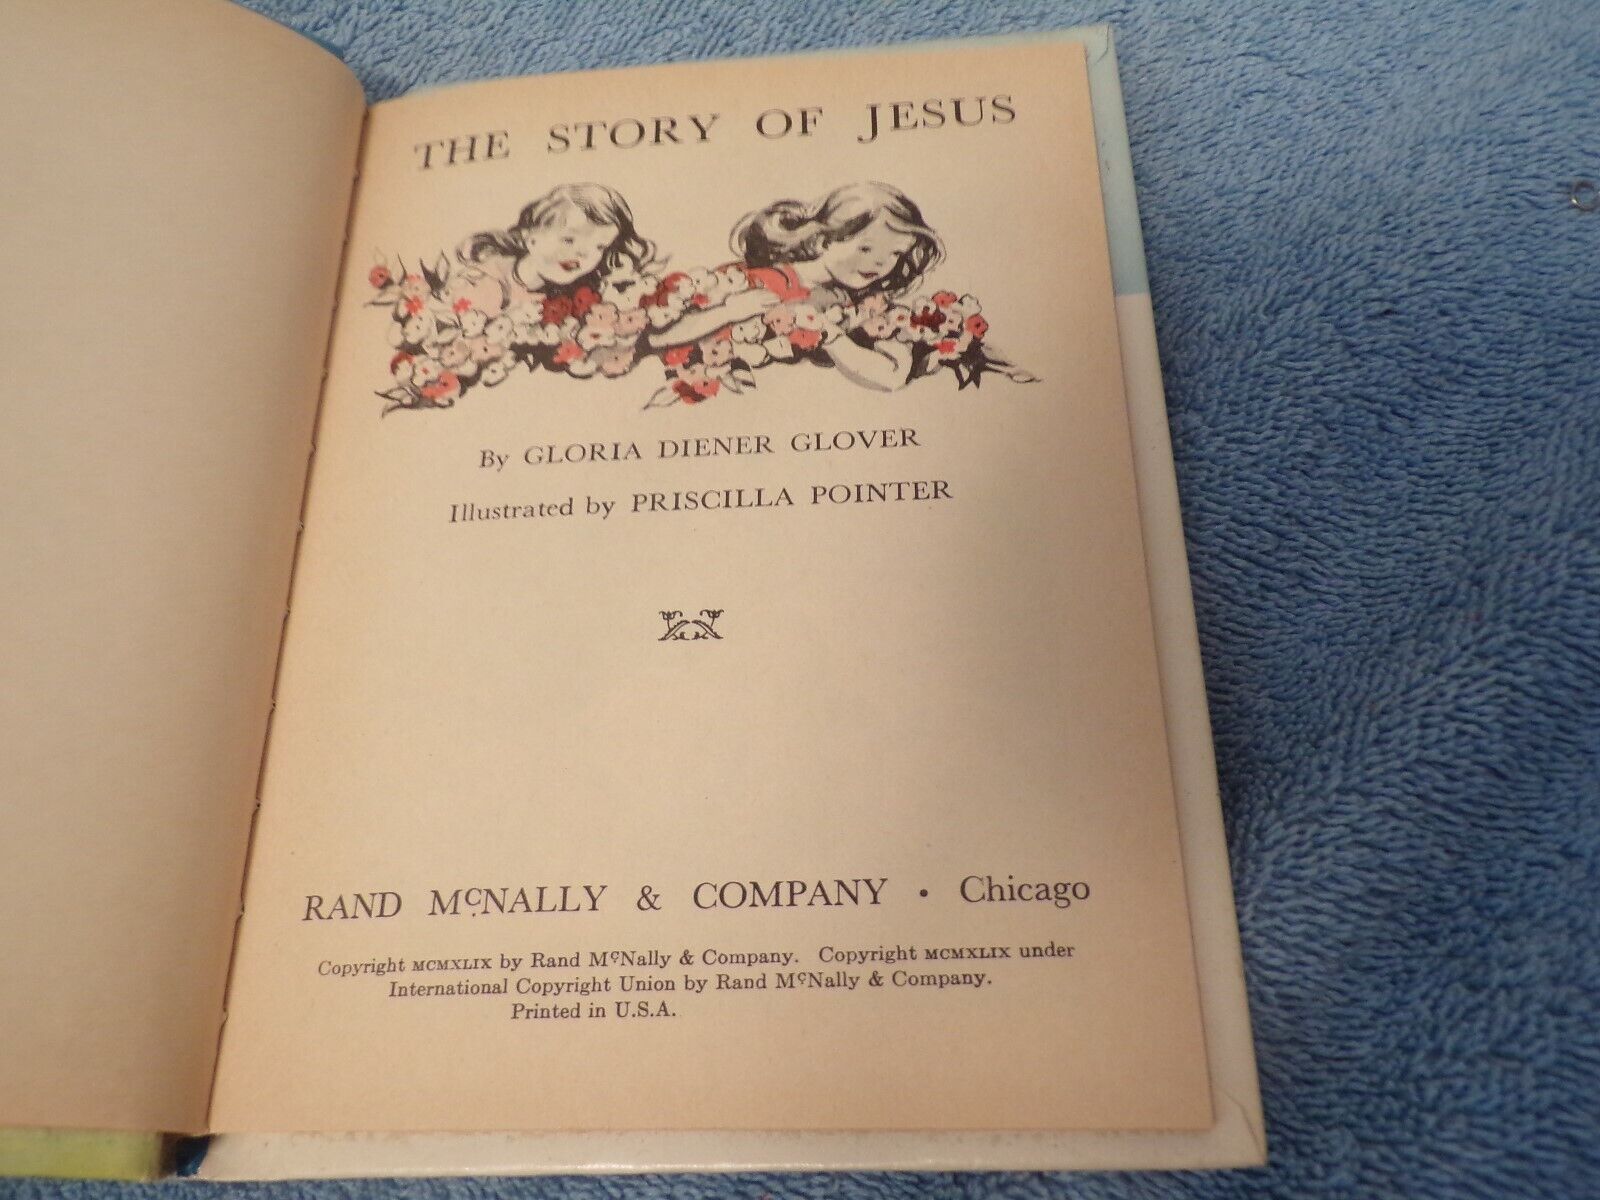 THE STORY OF JESUS
By GLORIA DIENER GLOVER
Illustrated by PRISCILLA POINTER
RAND McNALLY & COMPANY • Chicago
Copyright MCMXLIX by Rand McNally & Company. Copyright MCMXLIX under
International Copyright Union by Rand McNally & Company.
Printed in U.S.A.